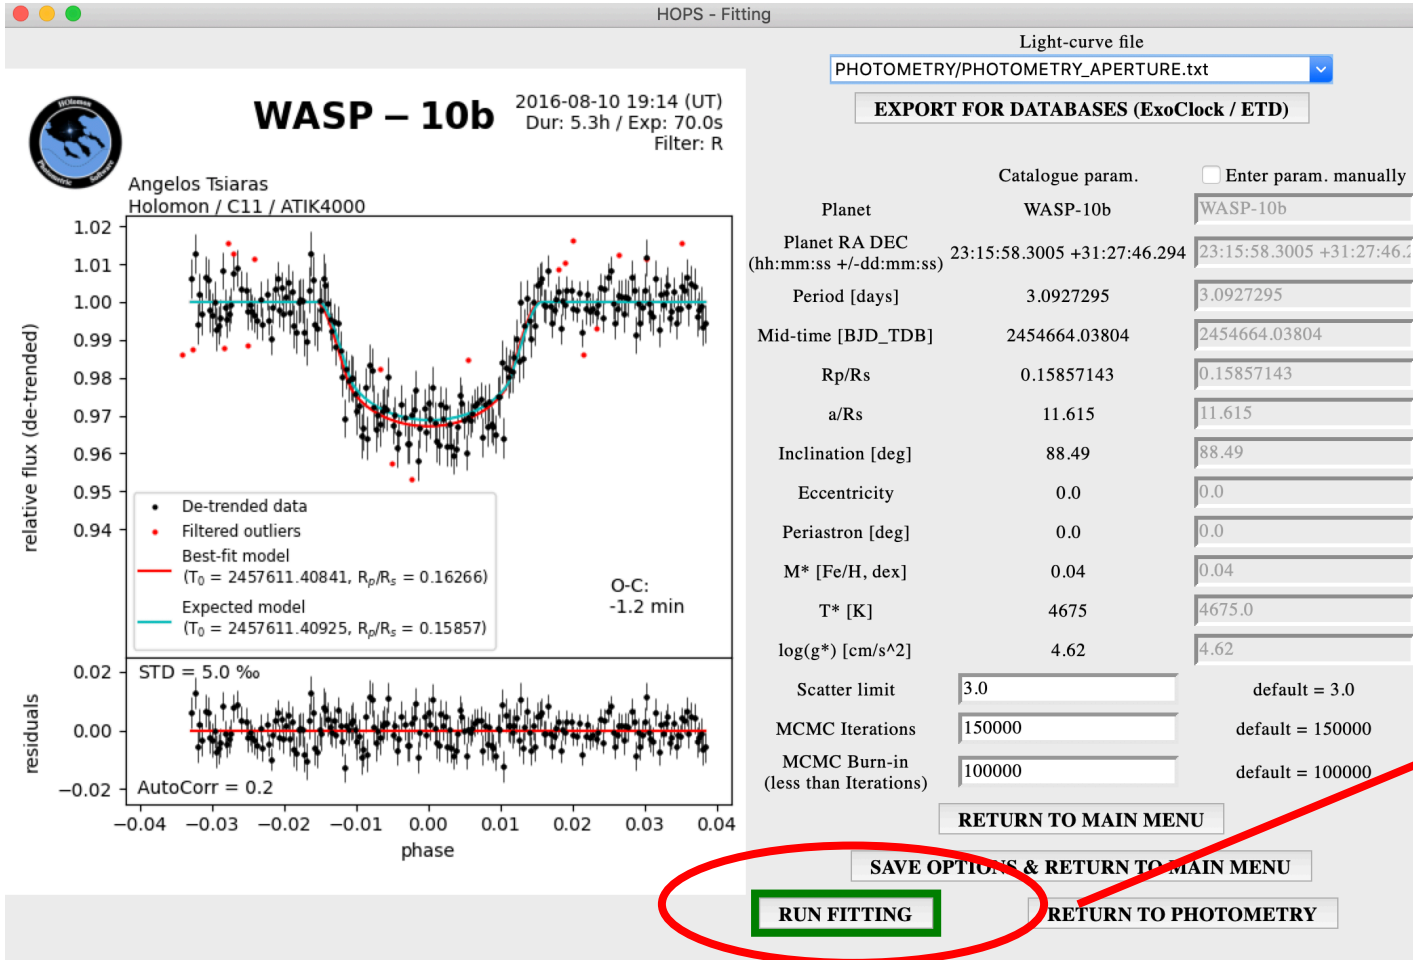 HOPS - Fitting
HOlomon
Photometric Software
WASP – 10b
2016-08-10 19:14 (UT)
Dur: 5.3h / Exp: 70.0s
Filter: R
Angelos Tsiaras
Holomon / C11 / ATIK4000
1.02
1.01
1.00
0.99
0.98
0.97
0.96
0.95
0.94
relative flux (de-trended)
De-trended data
Filtered outliers
Best-fit model
(T₀ = 2457611.40841, Rₚ/Rₛ = 0.16266)
Expected model
(T₀ = 2457611.40925, Rₚ/Rₛ = 0.15857)
O-C:
-1.2 min
0.02
0.00
−0.02
residuals
STD = 5.0 ‰
AutoCorr = 0.2
−0.04 −0.03 −0.02 −0.01 0.00 0.01 0.02 0.03 0.04
phase
Light-curve file
PHOTOMETRY/PHOTOMETRY_APERTURE.txt
EXPORT FOR DATABASES (ExoClock / ETD)
Catalogue param. Enter param. manually
Planet WASP-10b WASP-10b
Planet RA DEC
(hh:mm:ss +/-dd:mm:ss) 23:15:58.3005 +31:27:46.294 23:15:58.3005 +31:27:46.2
Period [days] 3.0927295 3.0927295
Mid-time [BJD_TDB] 2454664.03804 2454664.03804
Rp/Rs 0.15857143 0.15857143
a/Rs 11.615 11.615
Inclination [deg] 88.49 88.49
Eccentricity 0.0 0.0
Periastron [deg] 0.0 0.0
M* [Fe/H, dex] 0.04 0.04
T* [K] 4675 4675.0
log(g*) [cm/s^2] 4.62 4.62
Scatter limit 3.0 default = 3.0
MCMC Iterations 150000 default = 150000
MCMC Burn-in
(less than Iterations) 100000 default = 100000
RETURN TO MAIN MENU
SAVE OPTIONS & RETURN TO MAIN MENU
RUN FITTING RETURN TO PHOTOMETRY